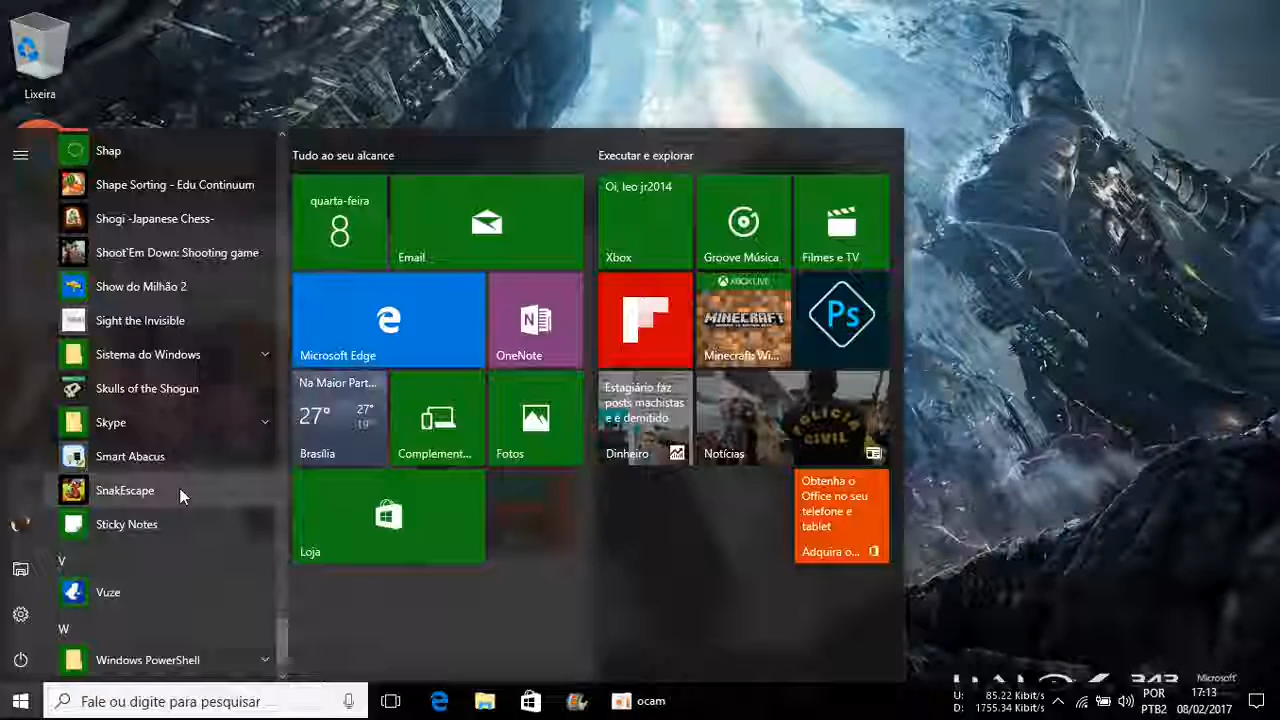 Lixeira
Shap
Shape Sorting - Edu Continuum
Shogi -Japanese Chess-
Shoot'Em Down: Shooting game
Show do Milhão 2
Sight the Invisible
Sistema do Windows
Skulls of the Shogun
Skype
Smart Abacus
SnakEscape
Sticky Notes
V
Vuze
W
Windows PowerShell
Tudo ao seu alcance
quarta-feira
8
Email
Microsoft Edge
OneNote
Na Maior Part...
27° 27°
19°
Brasília
Complement...
Fotos
Loja
Executar e explorar
Oi, leo jr2014
Xbox
Groove Música
Filmes e TV
XBOX LIVE
MINECRAFT
Minecraft: Wi...
Ps
Estagiário faz
posts machistas
e é demitido
Dinheiro
POLÍCIA
CIVIL
Notícias
Obtenha o
Office no seu
telefone e
tablet
Adquira o...
Fale ou digite para pesquisar
ocam
343
Microsoft
U: 85.22 Kibit/s
D: 1755.34 Kibit/s
POR
PTB2
17:13
08/02/2017